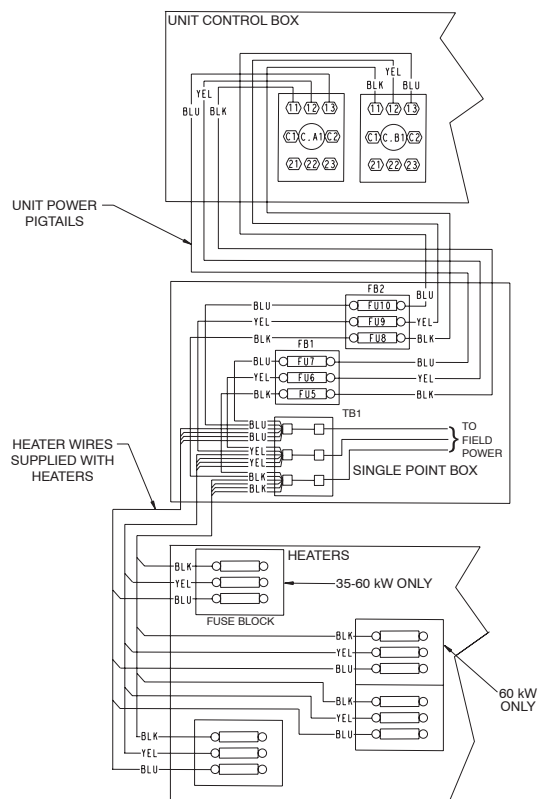 UNIT CONTROL BOX
YEL
BLK
BLU
YEL
BLU
BLK
11
12
13
C1
C.A1
C2
21
22
23
11
12
13
C1
C.B1
C2
21
22
23
UNIT POWER
PIGTAILS
FB2
BLU
BLU
FU10
YEL
FU9
YEL
BLK
FU8
BLK
FB1
BLU
FU7
BLU
YEL
FU6
YEL
BLK
FU5
BLK
TB1
BLU
BLU
YEL
YEL
BLK
BLK
TO
FIELD
POWER
SINGLE POINT BOX
HEATER WIRES
SUPPLIED WITH
HEATERS
HEATERS
BLK
YEL
BLU
FUSE BLOCK
35-60 kW ONLY
BLK
YEL
BLU
BLK
YEL
BLU
60 kW
ONLY
BLK
YEL
BLU